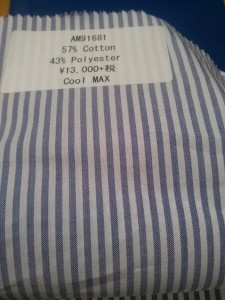 AM91681
57% Cotton
43% Polyester
¥13,000+税
Cool MAX